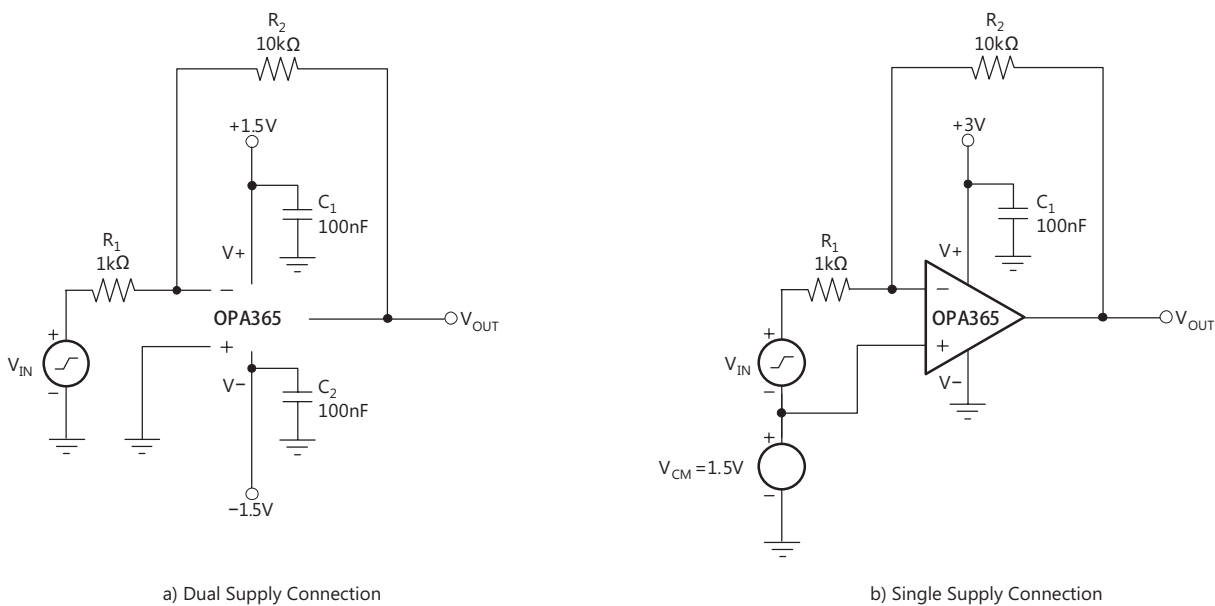 R2
10kΩ
+1.5V
C1
100nF
V+
R1
1kΩ
−
OPA365
+
VOUT
+
VIN
−
V−
C2
100nF
−1.5V
a) Dual Supply Connection
R2
10kΩ
+3V
C1
100nF
V+
R1
1kΩ
−
OPA365
+
VOUT
+
VIN
−
V−
+
VCM =1.5V
−
b) Single Supply Connection